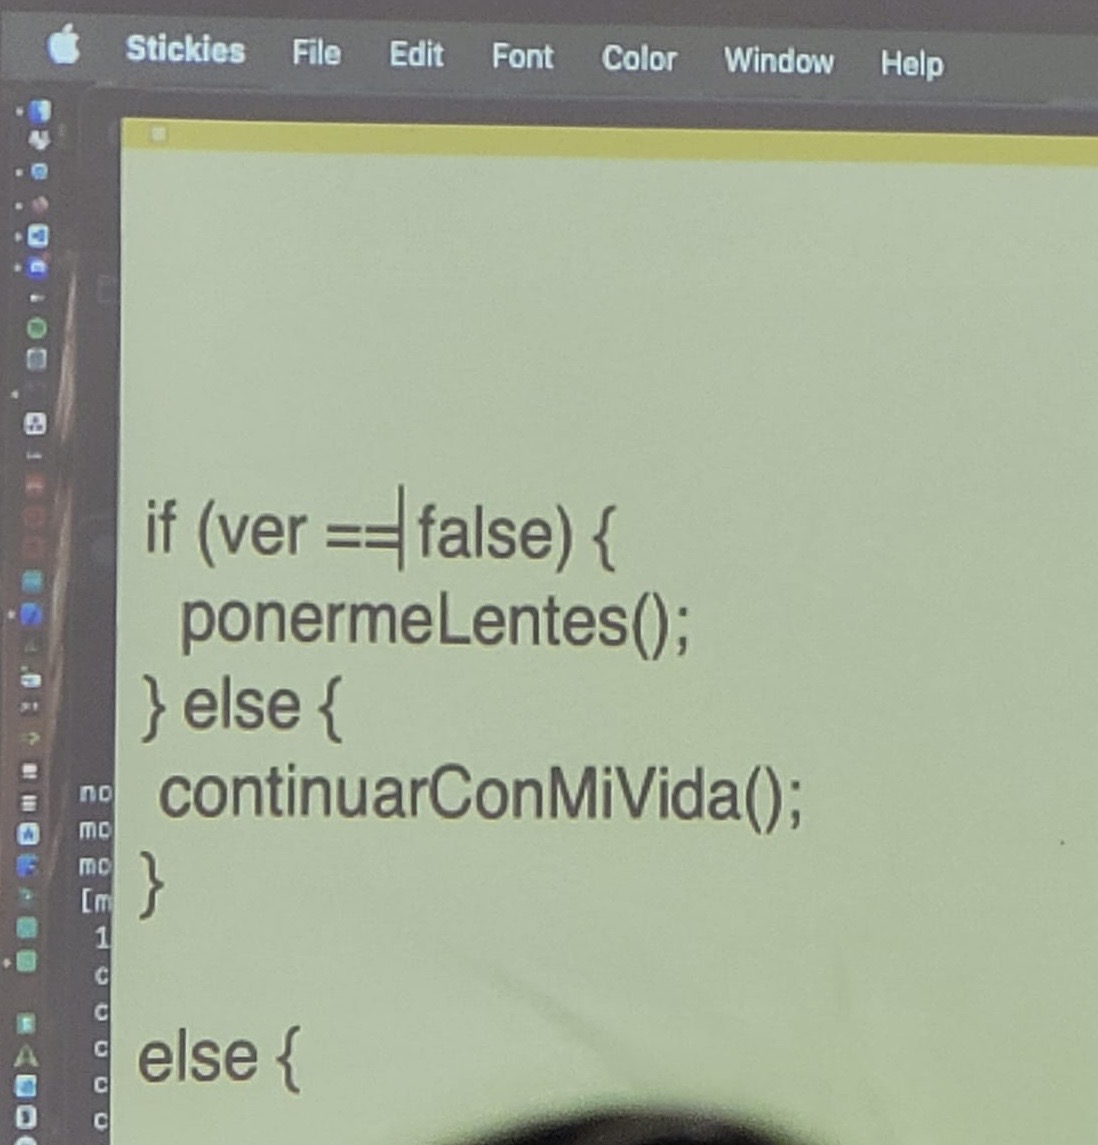 Stickies File Edit Font Color Window Help
if (ver == false) {
ponermeLentes();
} else {
continuarConMiVida();
}
else {
no
mo
mo
[m
1
c
c
c
c
c